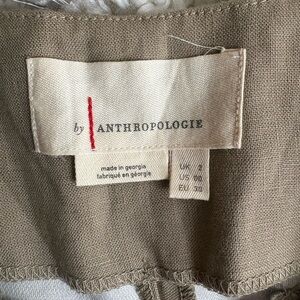 by ANTHROPOLOGIE
made in georgia
fabriqué en géorgie
UK 2
US 00
EU 30